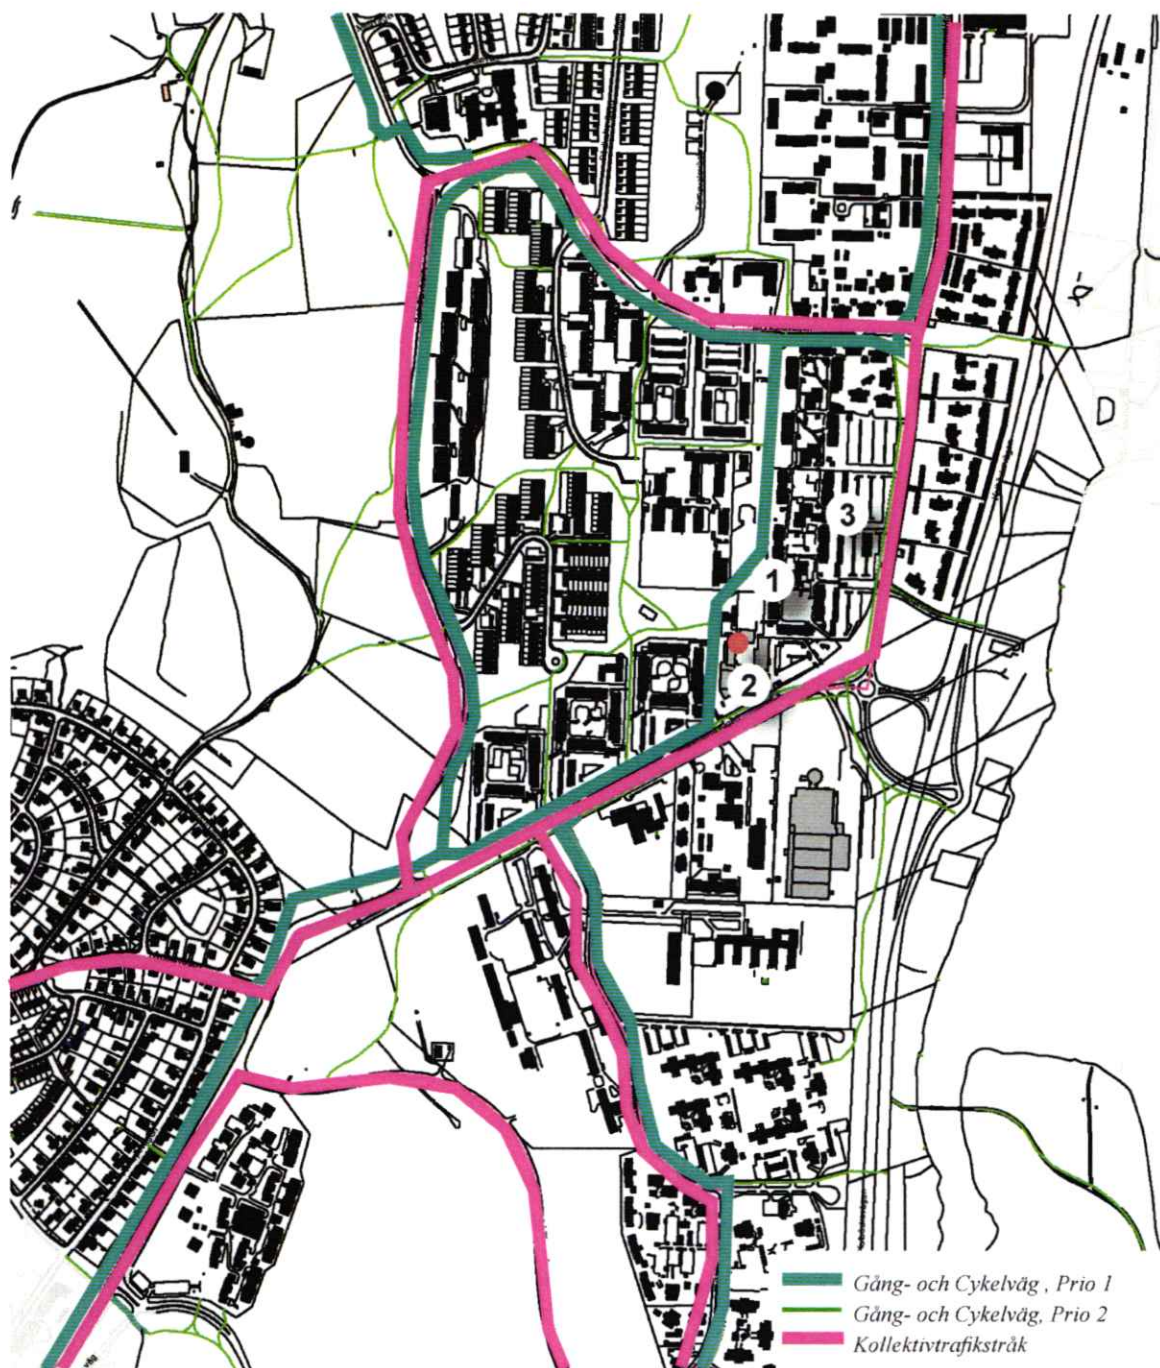 3
1
2
Gång- och Cykelväg , Prio 1
Gång- och Cykelväg, Prio 2
Kollektivtrafikstråk